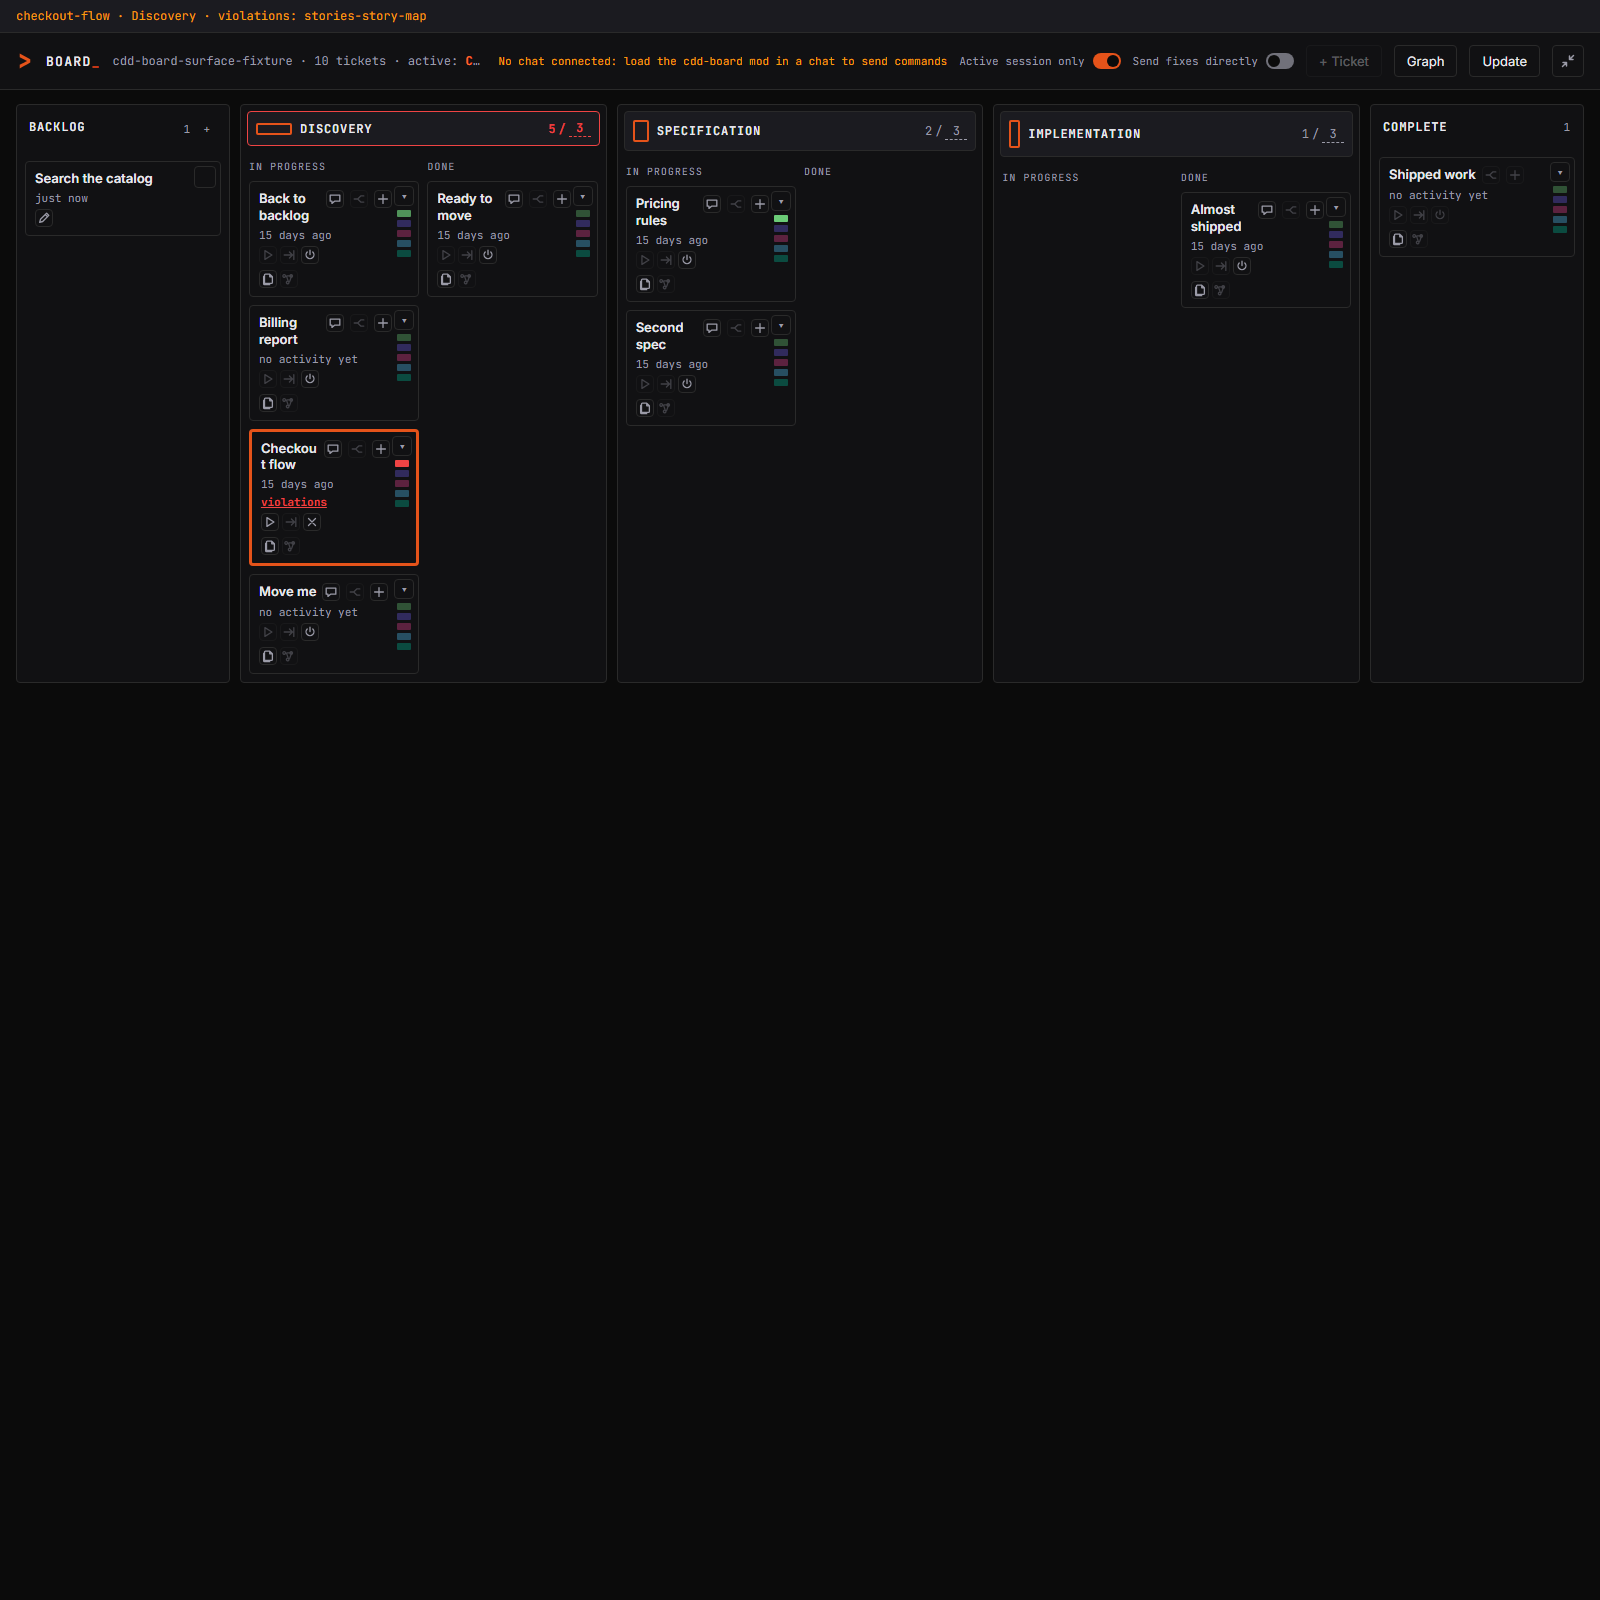 checkout-flow · Discovery · violations: stories-story-map
> BOARD_ cdd-board-surface-fixture · 10 tickets · active: C… No chat connected: load the cdd-board mod in a chat to send commands Active session only Send fixes directly + Ticket Graph Update
BACKLOG 1 +
Search the catalog
just now
DISCOVERY 5 / 3
IN PROGRESS DONE
Back to
backlog
15 days ago
Billing
report
no activity yet
Checkou
t flow
15 days ago
violations
Move me
no activity yet
Ready to
move
15 days ago
SPECIFICATION 2 / 3
IN PROGRESS DONE
Pricing
rules
15 days ago
Second
spec
15 days ago
IMPLEMENTATION 1 / 3
IN PROGRESS DONE
Almost
shipped
15 days ago
COMPLETE 1
Shipped work
no activity yet